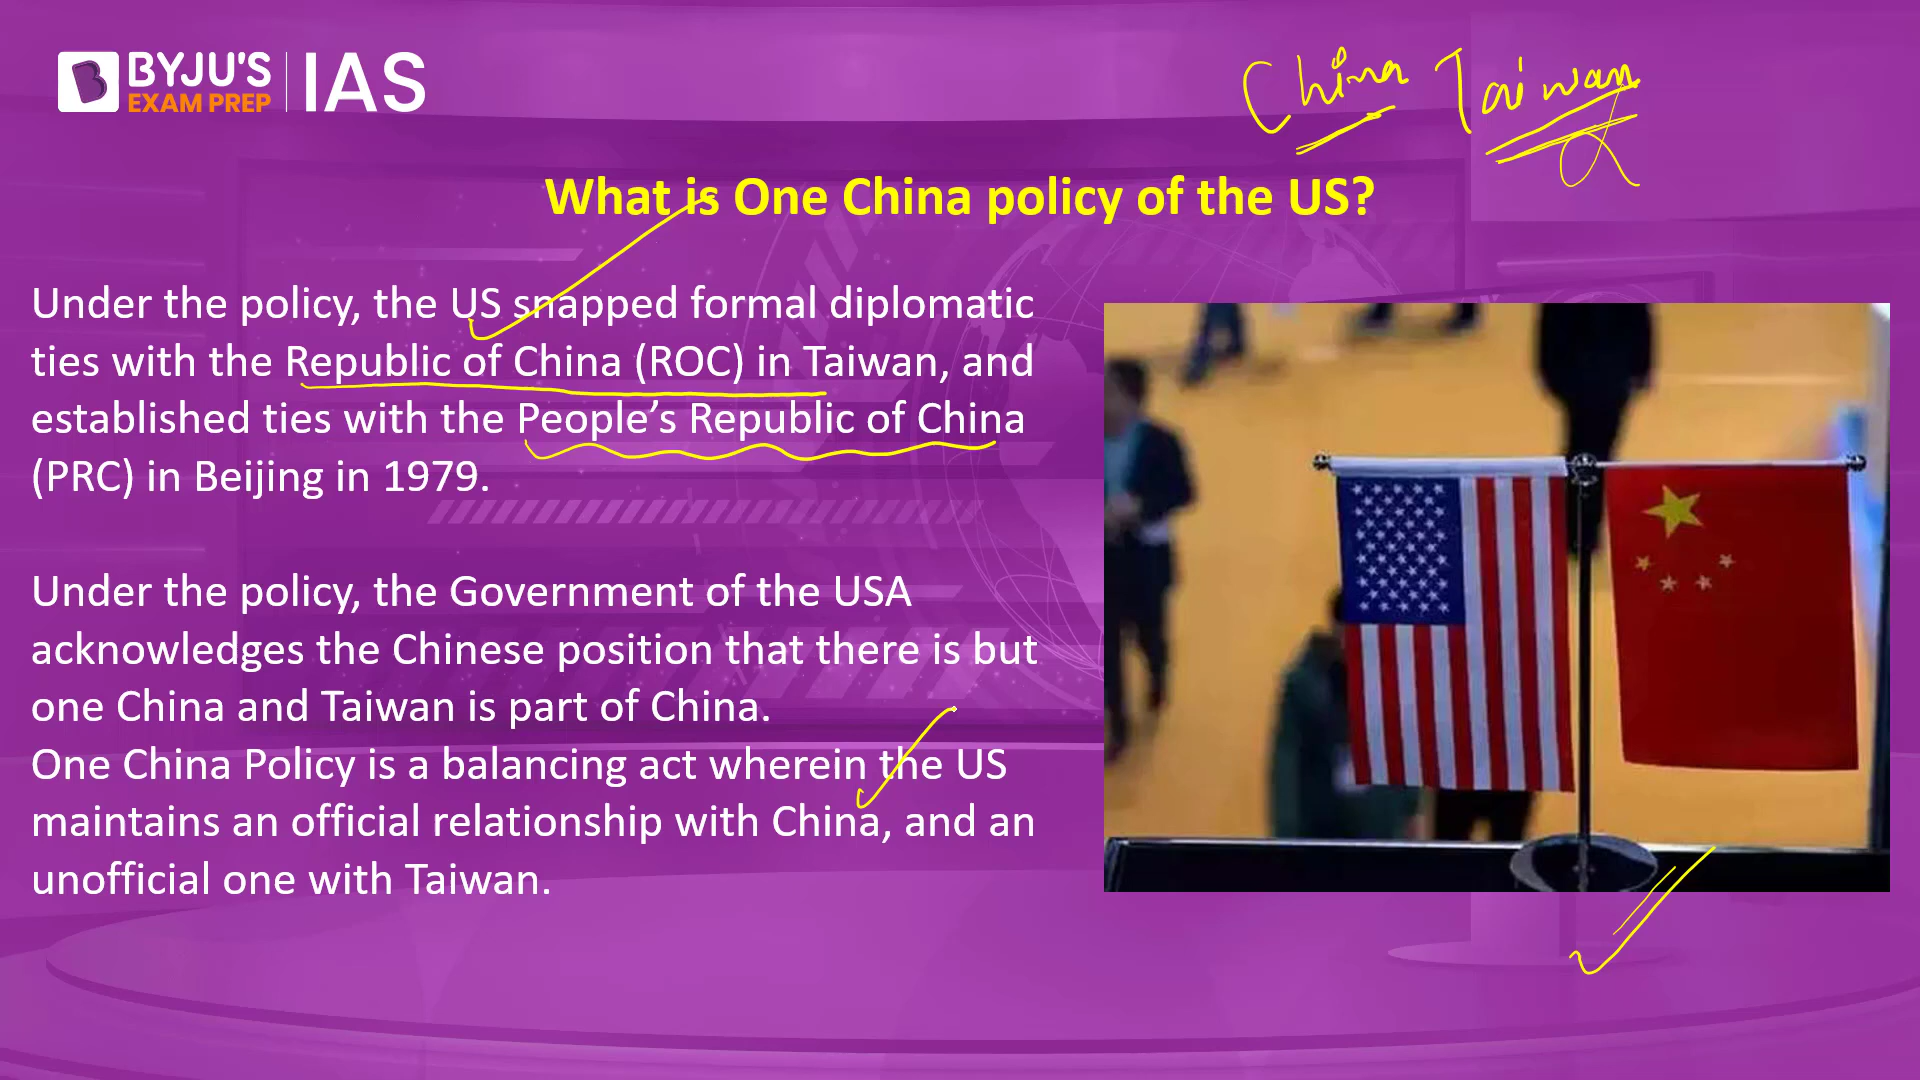 BYJU'S
EXAM PREP
IAS
China Taiwan
What is One China policy of the US?
Under the policy, the US snapped formal diplomatic
ties with the Republic of China (ROC) in Taiwan, and
established ties with the People’s Republic of China
(PRC) in Beijing in 1979.
Under the policy, the Government of the USA
acknowledges the Chinese position that there is but
one China and Taiwan is part of China.
One China Policy is a balancing act wherein the US
maintains an official relationship with China, and an
unofficial one with Taiwan.